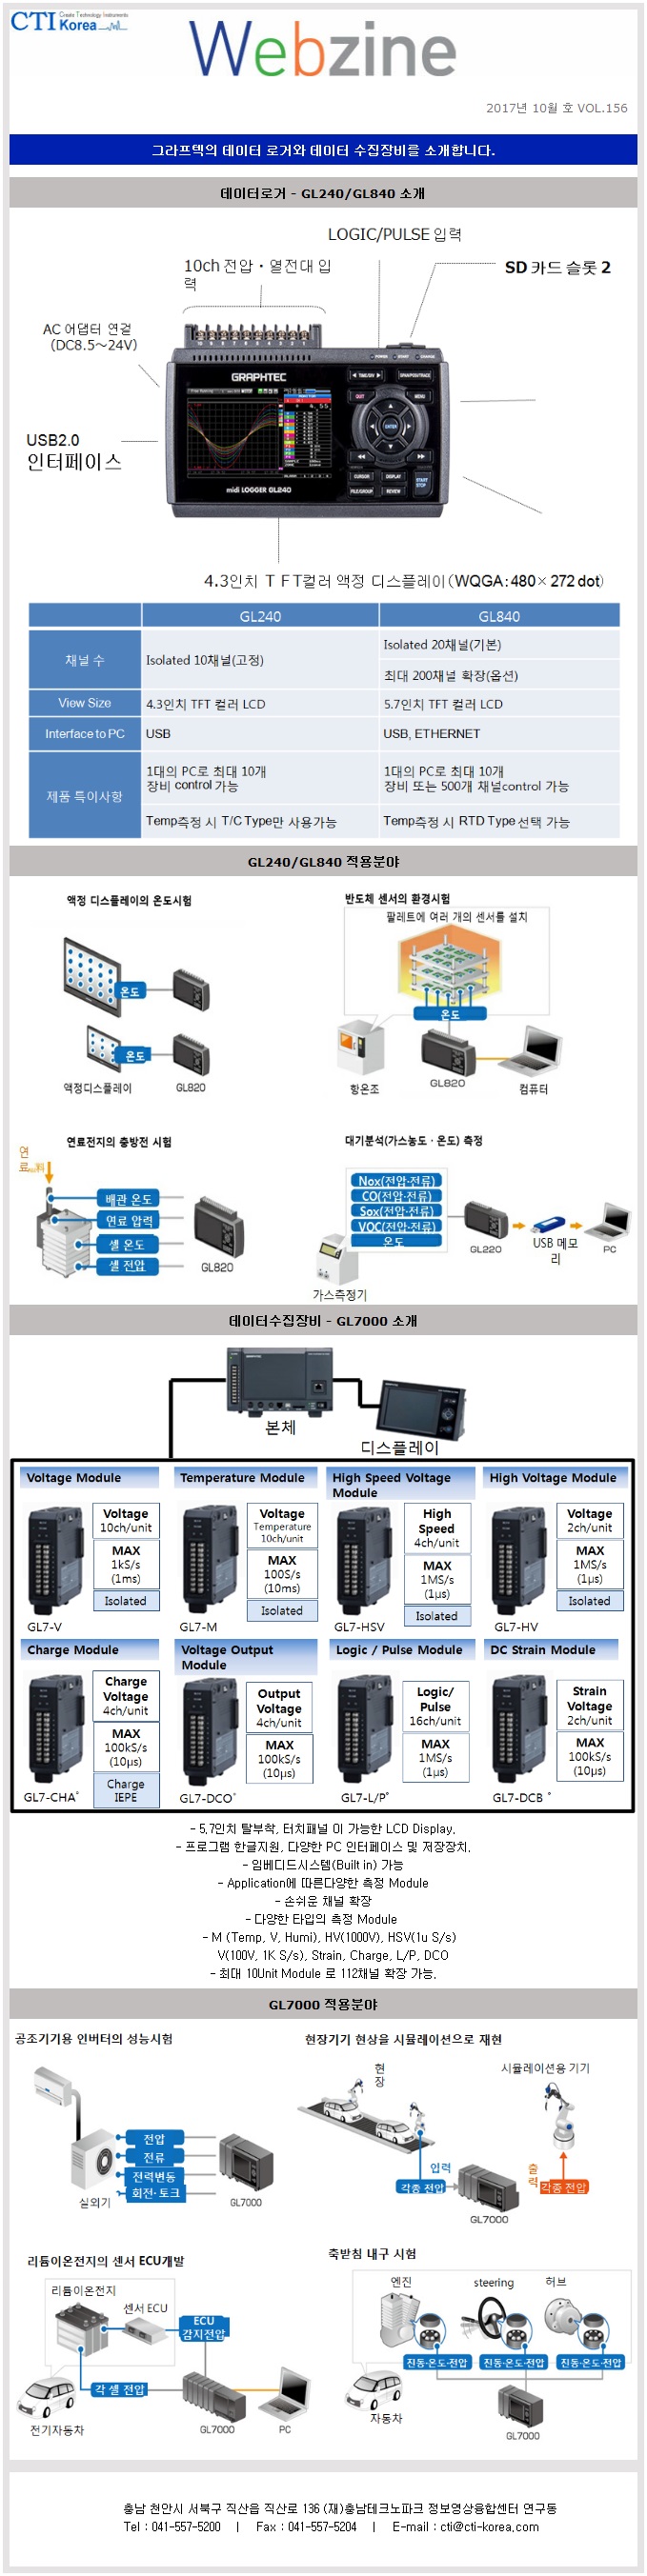 CTI Create Technology Instruments
Korea
Webzine
2017년 10월 호 VOL.156
그라프텍의 데이터 로거와 데이터 수집장비를 소개합니다.
데이터로거 - GL240/GL840 소개
LOGIC/PULSE 입력
10ch 전압・열전대 입
력
SD 카드 슬롯 2
AC 어댑터 연결
(DC8.5～24V)
USB2.0
인터페이스
GRAPHTEC
POWER START CHARGE
TIME/DIV
SPAN/POS/TRACE
QUIT
MENU
ENTER
CURSOR
DISPLAY
START
STOP
FILE/GROUP
REVIEW
midi LOGGER GL240
4.3인치 T F T컬러 액정 디스플레이(WQGA: 480× 272 dot)
GL240 GL840
채널 수
Isolated 10채널(고정)
Isolated 20채널(기본)
최대 200채널 확장(옵션)
View Size 4.3인치 TFT 컬러 LCD 5.7인치 TFT 컬러 LCD
Interface to PC USB USB, ETHERNET
제품 특이사항
1대의 PC로 최대 10개
장비 control 가능
1대의 PC로 최대 10개
장비 또는 500개 채널control 가능
Temp측정 시 T/C Type만 사용가능
Temp측정 시 RTD Type 선택 가능
GL240/GL840 적용분야
액정 디스플레이의 온도시험
온도
온도
액정디스플레이
GL820
반도체 센서의 환경시험
팔레트에 여러 개의 센서를 설치
온도
항온조
GL820
컴퓨터
연료전지의 충방전 시험
연
료
배관 온도
연료 압력
셀 온도
셀 전압
GL820
대기분석(가스농도・온도) 측정
Nox(전압·전류)
CO(전압·전류)
Sox(전압·전류)
VOC(전압·전류)
온도
가스측정기
GL220
USB 메모
리
PC
데이터수집장비 - GL7000 소개
GRAPHTEC
본체
디스플레이
Voltage Module
Voltage
10ch/unit
MAX
1kS/s
(1ms)
Isolated
GL7-V
Temperature Module
Voltage
Temperature
10ch/unit
MAX
100S/s
(10ms)
Isolated
GL7-M
High Speed Voltage
Module
High
Speed
4ch/unit
MAX
1MS/s
(1μs)
Isolated
GL7-HSV
High Voltage Module
Voltage
2ch/unit
MAX
1MS/s
(1μs)
Isolated
GL7-HV
Charge Module
Charge
Voltage
4ch/unit
MAX
100kS/s
(10μs)
Charge
IEPE
GL7-CHA°
Voltage Output
Module
Output
Voltage
4ch/unit
MAX
100kS/s
(10μs)
GL7-DCO°
Logic / Pulse Module
Logic/
Pulse
16ch/unit
MAX
1MS/s
(1μs)
GL7-L/P°
DC Strain Module
Strain
Voltage
2ch/unit
MAX
100kS/s
(10μs)
GL7-DCB °
- 5.7인치 탈부착, 터치패널 이 가능한 LCD Display.
- 프로그램 한글지원, 다양한 PC 인터페이스 및 저장장치.
- 임베디드시스템(Built in) 가능
- Application에 따른다양한 측정 Module
- 손쉬운 채널 확장
- 다양한 타입의 측정 Module
- M (Temp, V, Humi), HV(1000V), HSV(1u S/s)
V(100V, 1K S/s), Strain, Charge, L/P, DCO
- 최대 10Unit Module 로 112채널 확장 가능.
GL7000 적용분야
공조기기용 인버터의 성능시험
전압
전류
전력변동
회전·토크
실외기
GL7000
현장기기 현상을 시뮬레이션으로 재현
현
장
시뮬레이션용 기기
입력
각종 전압
출
력
각종 전압
GL7000
리튬이온전지의 센서 ECU개발
리튬이온전지
센서 ECU
ECU
감지전압
각 셀 전압
전기자동차
GL7000
PC
축받침 내구 시험
엔진
steering
허브
진동·온도·전압
진동·온도·전압
진동·온도·전압
자동차
GL7000
충남 천안시 서북구 직산읍 직산로 136 (재)충남테크노파크 정보영상융합센터 연구동
Tel : 041-557-5200 | Fax : 041-557-5204 | E-mail : cti@cti-korea.com